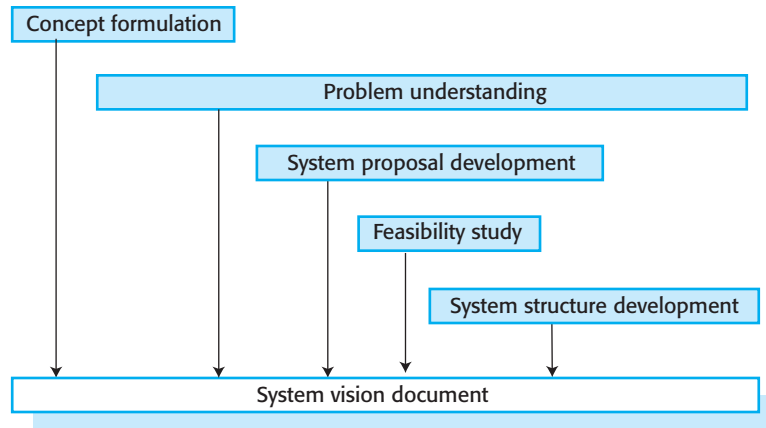 Concept formulation
Problem understanding
System proposal development
Feasibility study
System structure development
System vision document